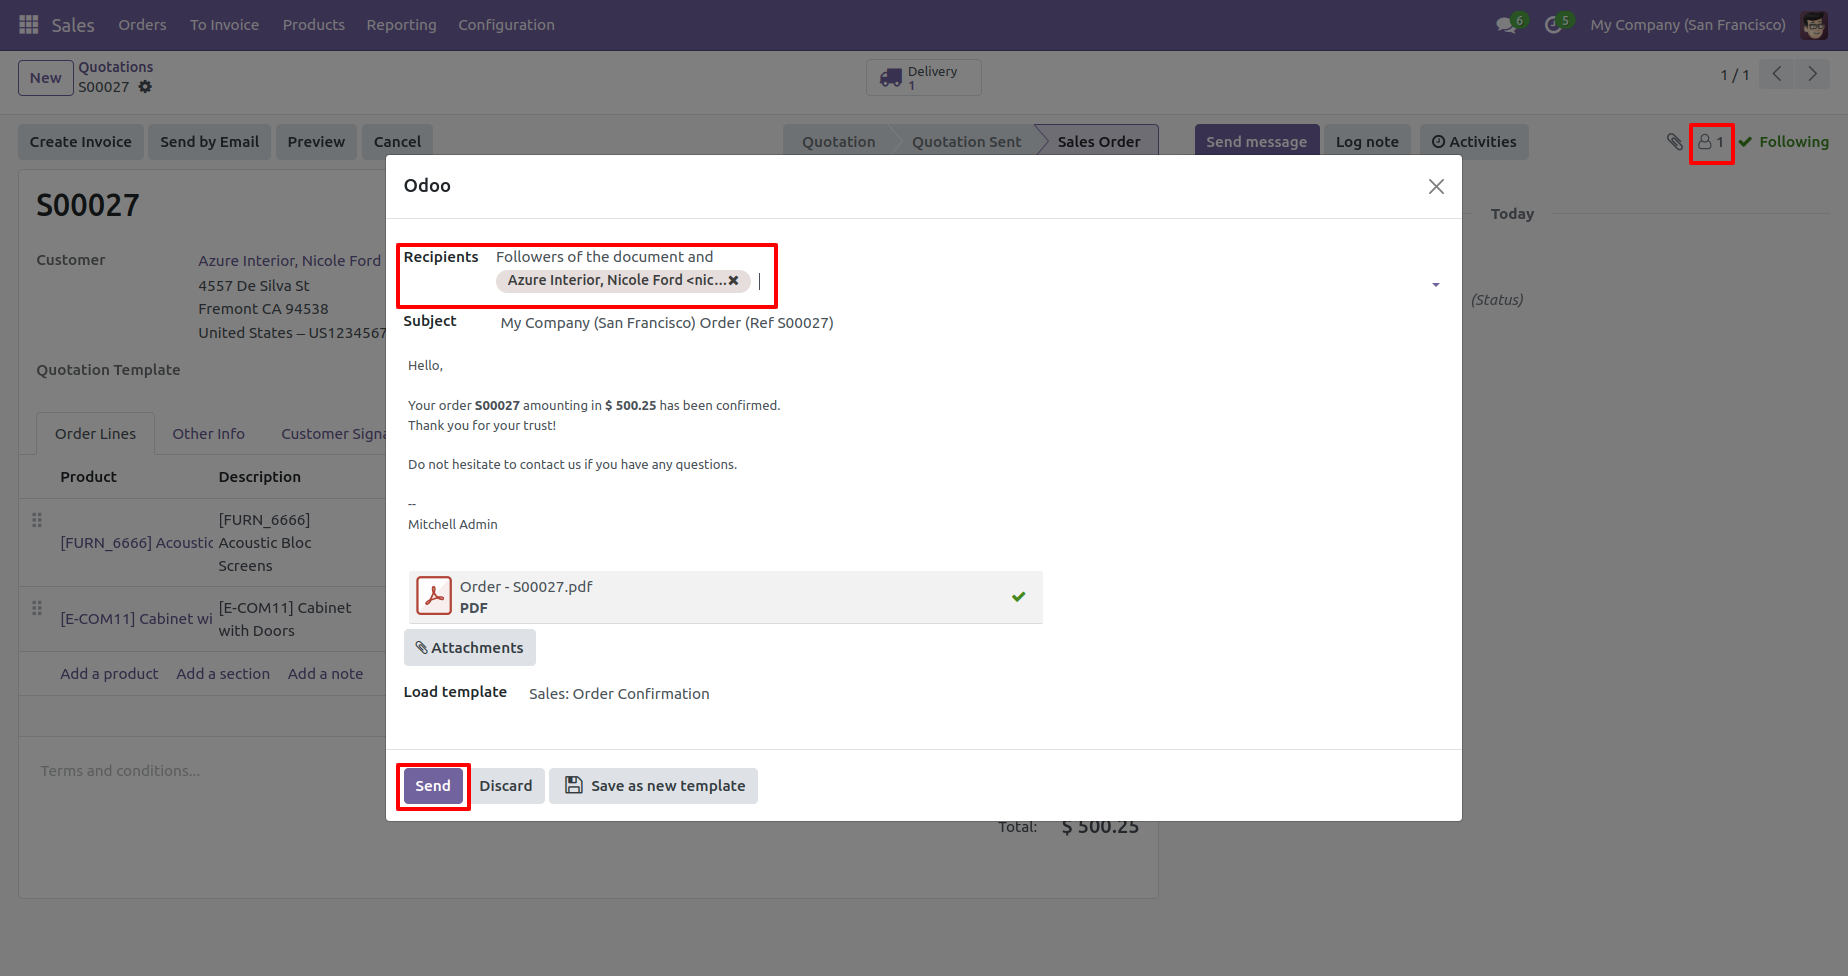 Sales Orders To Invoice Products Reporting Configuration 6 5 My Company (San Francisco)
New Quotations
S00027
Delivery
1
1 / 1
Create Invoice Send by Email Preview Cancel Quotation Quotation Sent Sales Order Send message Log note Activities 1 Following
S00027
Customer Azure Interior, Nicole Ford
4557 De Silva St
Fremont CA 94538
United States – US1234567
Quotation Template
Order Lines Other Info Customer Signa
Product Description
[FURN_6666] Acoustic
[FURN_6666]
Acoustic Bloc
Screens
[E-COM11] Cabinet wi
[E-COM11] Cabinet
with Doors
Add a product Add a section Add a note
Terms and conditions...
Total: $ 500.25
Today
(Status)
Odoo
Recipients Followers of the document and
Azure Interior, Nicole Ford <nic...
Subject My Company (San Francisco) Order (Ref S00027)
Hello,
Your order S00027 amounting in $ 500.25 has been confirmed.
Thank you for your trust!
Do not hesitate to contact us if you have any questions.
--
Mitchell Admin
Order - S00027.pdf
PDF
Attachments
Load template Sales: Order Confirmation
Send Discard Save as new template